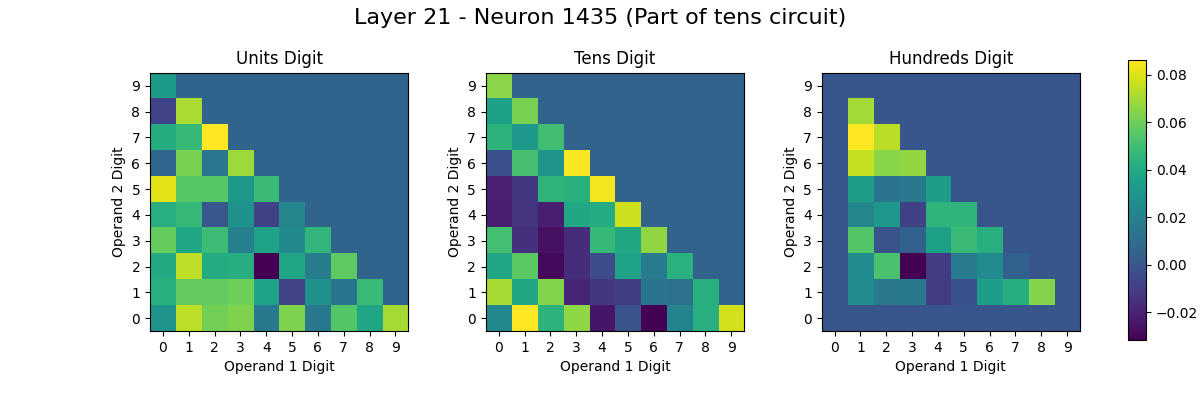 Layer 21 - Neuron 1435 (Part of tens circuit)
Units Digit
Tens Digit
Hundreds Digit
Operand 2 Digit
9
8
7
6
5
4
3
2
1
0
0 1 2 3 4 5 6 7 8 9
Operand 1 Digit
Operand 2 Digit
9
8
7
6
5
4
3
2
1
0
0 1 2 3 4 5 6 7 8 9
Operand 1 Digit
Operand 2 Digit
9
8
7
6
5
4
3
2
1
0
0 1 2 3 4 5 6 7 8 9
Operand 1 Digit
0.08
0.06
0.04
0.02
0.00
−0.02